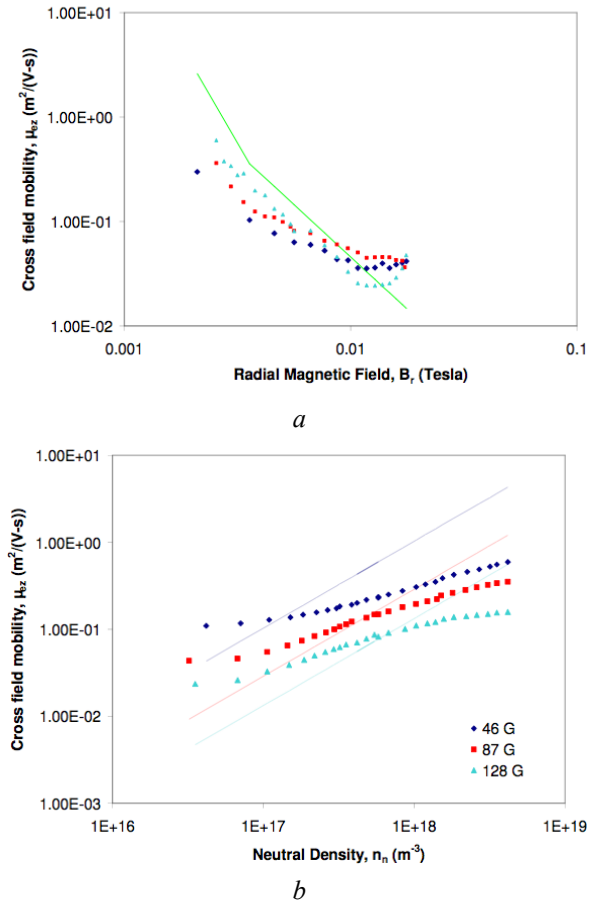 1.00E+01
1.00E+00
1.00E-01
1.00E-02
Cross field mobility, μez (m²/(V-s))
0.001
0.01
0.1
Radial Magnetic Field, Br (Tesla)
a
1.00E+01
1.00E+00
1.00E-01
1.00E-02
1.00E-03
Cross field mobility, μez (m²/(V-s))
46 G
87 G
128 G
1E+16
1E+17
1E+18
1E+19
Neutral Density, nn (m⁻³)
b